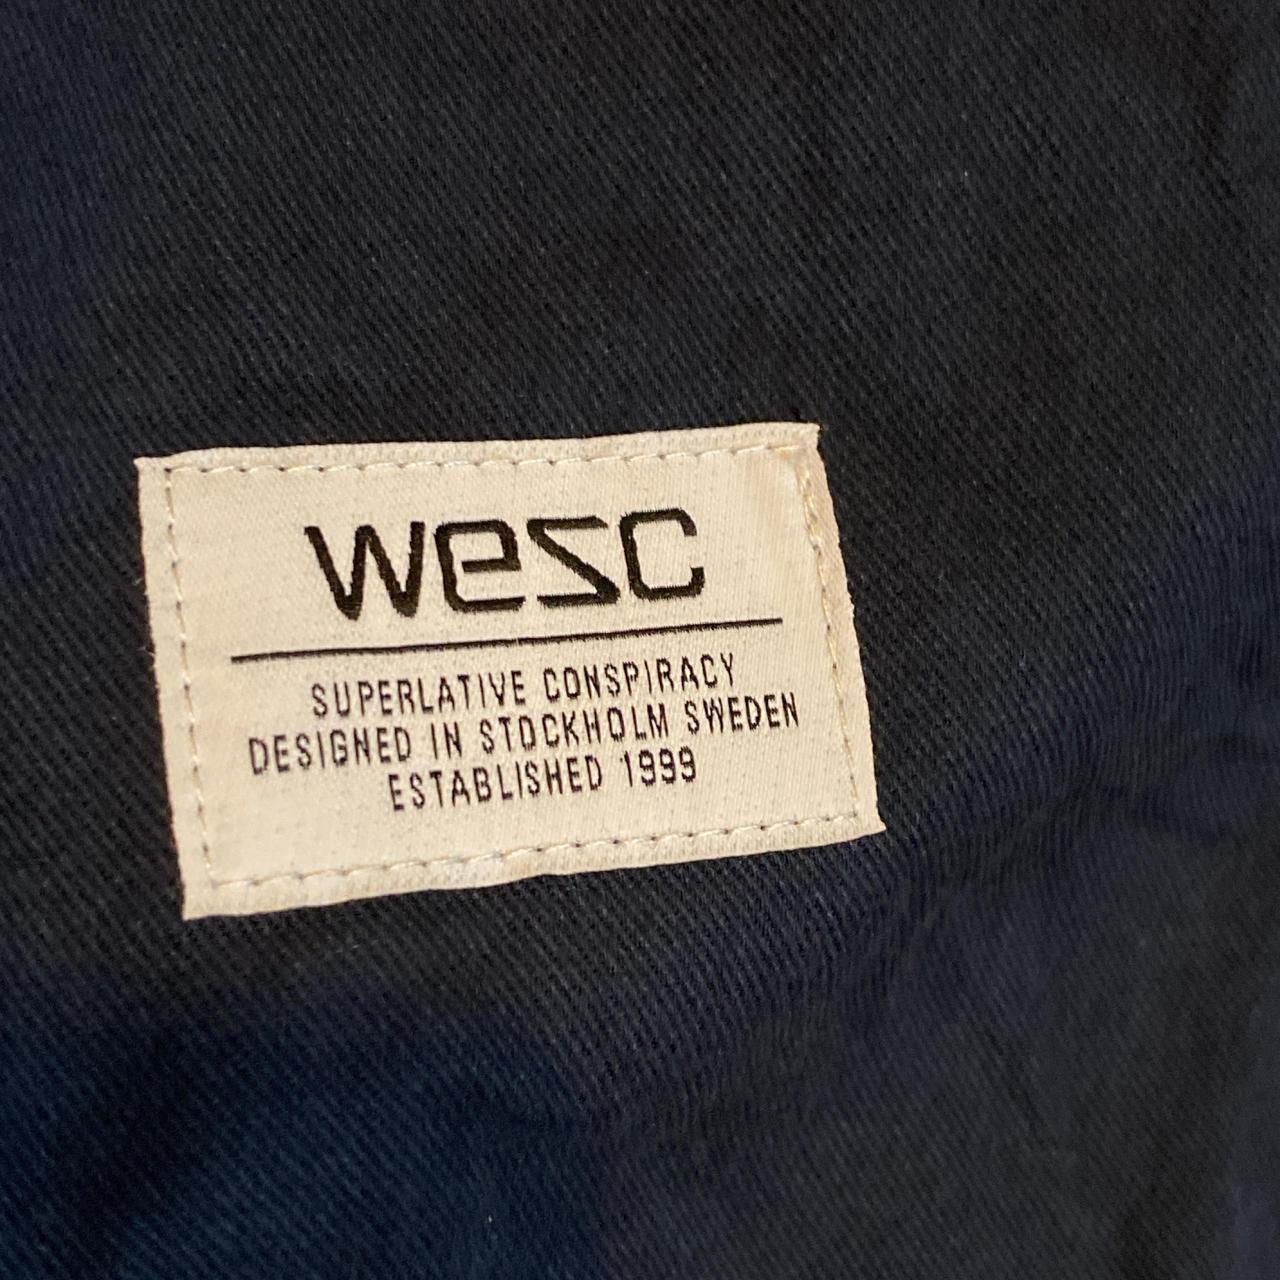 wesc
SUPERLATIVE CONSPIRACY
DESIGNED IN STOCKHOLM SWEDEN
ESTABLISHED 1999